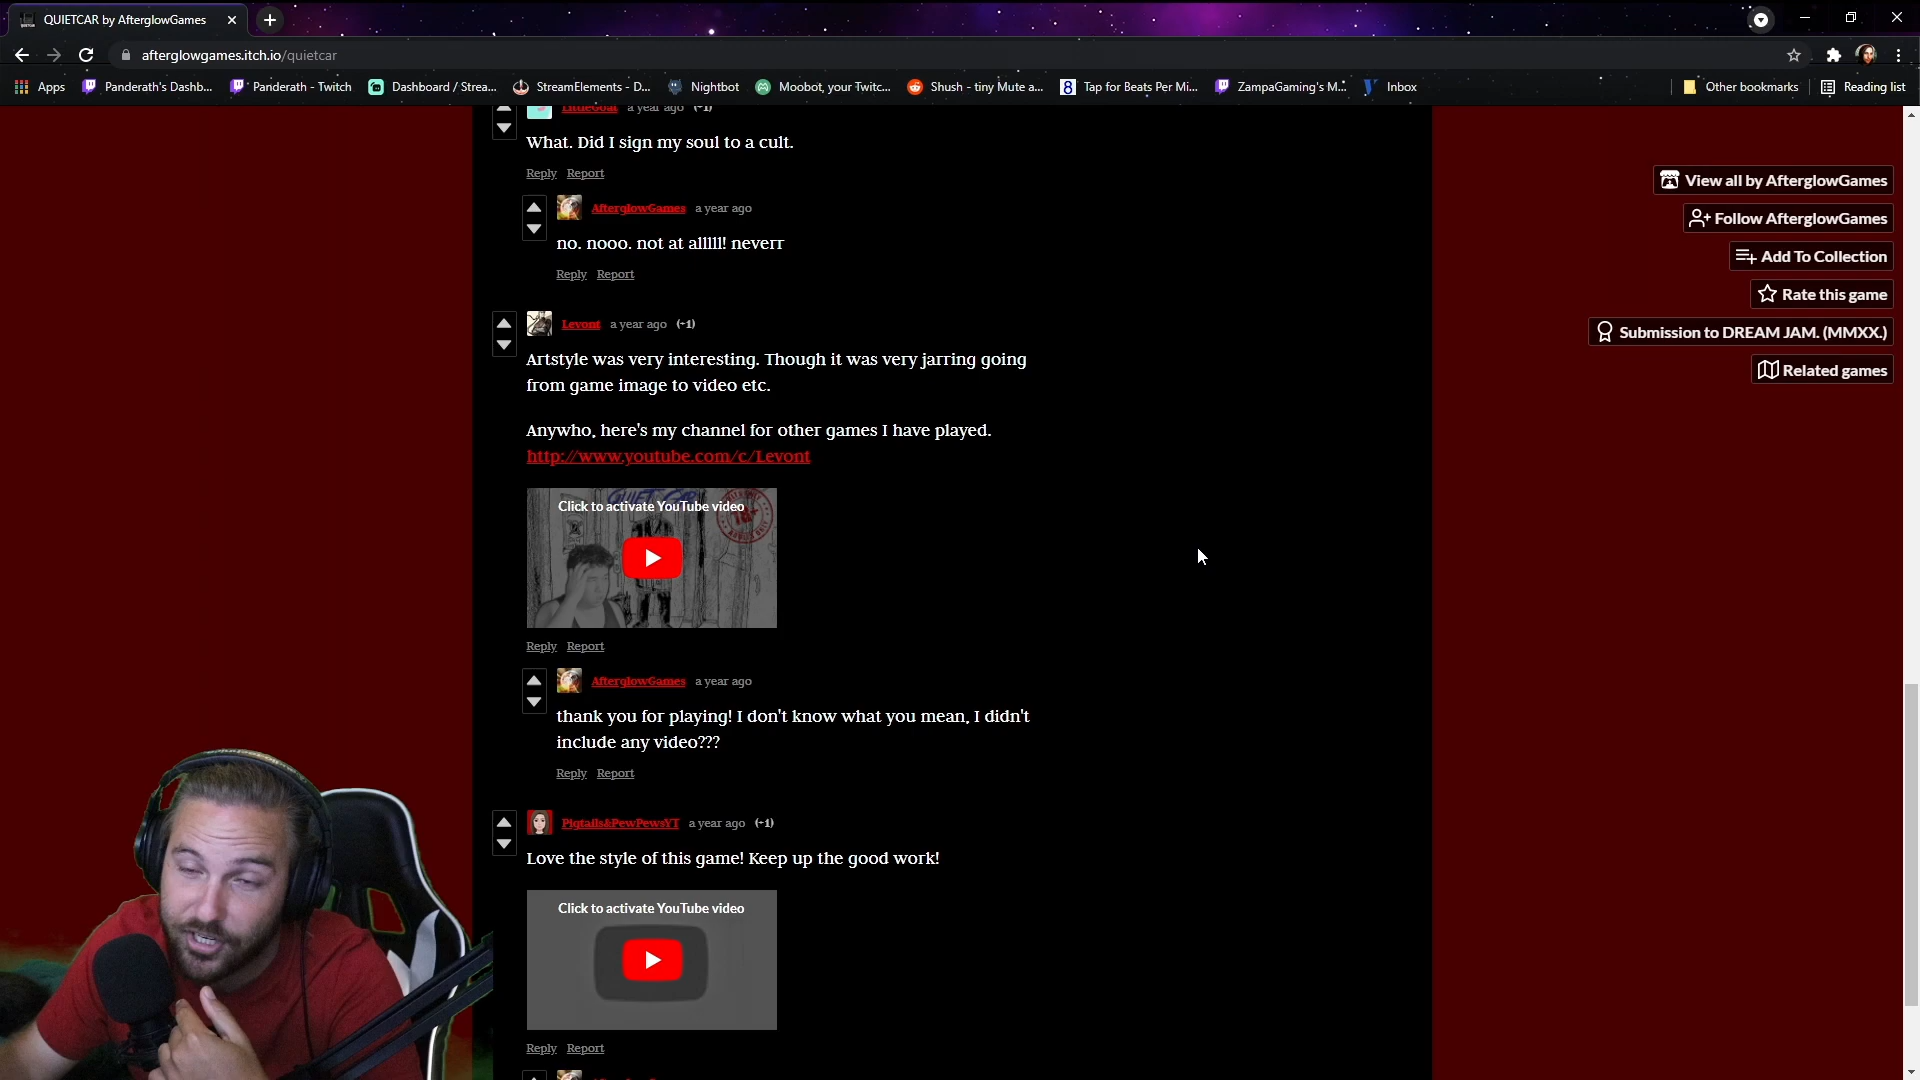 QUIETCAR by AfterglowGames
afterglowgames.itch.io/quietcar
Apps Panderath's Dashb... Panderath - Twitch Dashboard / Strea... StreamElements - D... Nightbot Moobot, your Twitc... Shush - tiny Mute a... Tap for Beats Per Mi... ZampaGaming's M... Inbox Other bookmarks Reading list
LittleGoat a year ago (+1)
What. Did I sign my soul to a cult.
Reply Report
AfterglowGames a year ago
no. nooo. not at alllll! neverr
Reply Report
Levont a year ago (+1)
Artstyle was very interesting. Though it was very jarring going
from game image to video etc.
Anywho, here's my channel for other games I have played.
http://www.youtube.com/c/Levont
Click to activate YouTube video
QUIET CAR
18+
Reply Report
AfterglowGames a year ago
thank you for playing! I don't know what you mean, I didn't
include any video???
Reply Report
Pigtails&PewPewsYT a year ago (+1)
Love the style of this game! Keep up the good work!
Click to activate YouTube video
Reply Report
View all by AfterglowGames
Follow AfterglowGames
Add To Collection
Rate this game
Submission to DREAM JAM. (MMXX.)
Related games